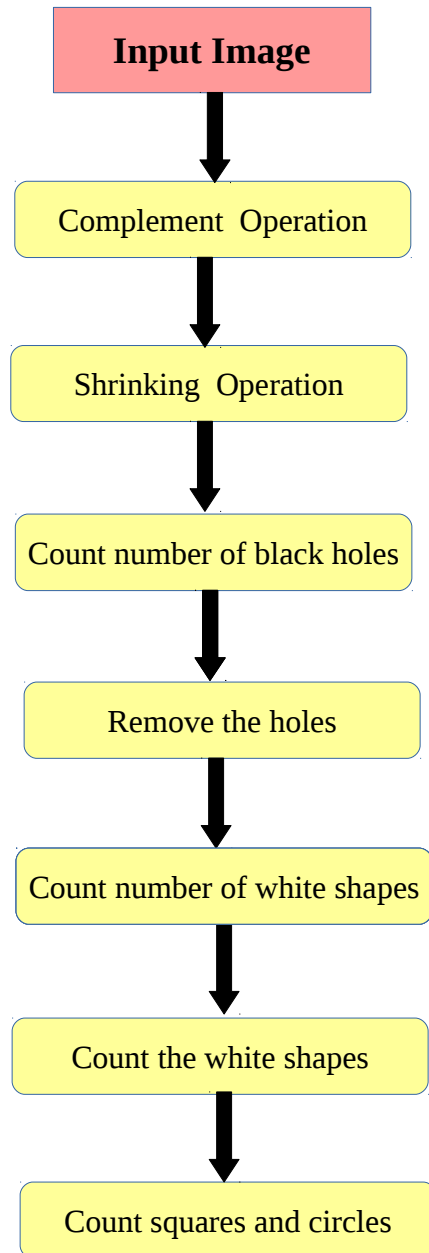 Input Image
Complement Operation
Shrinking Operation
Count number of black holes
Remove the holes
Count number of white shapes
Count the white shapes
Count squares and circles